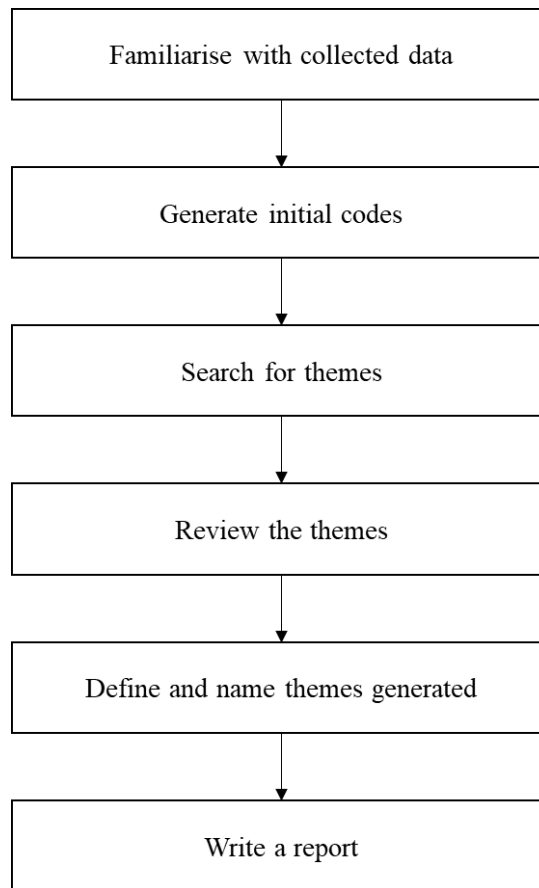 Familiarise with collected data
Generate initial codes
Search for themes
Review the themes
Define and name themes generated
Write a report